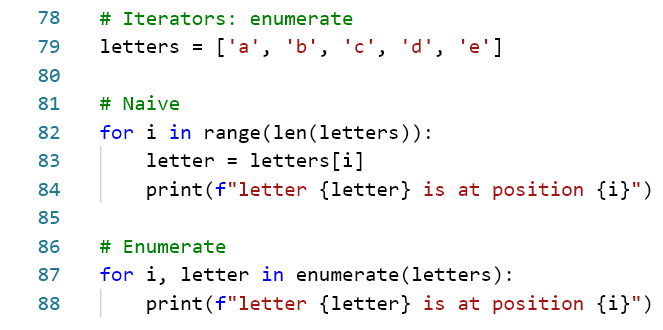 78 # Iterators: enumerate
79 letters = ['a', 'b', 'c', 'd', 'e']
80
81 # Naive
82 for i in range(len(letters)):
83     letter = letters[i]
84     print(f"letter {letter} is at position {i}")
85
86 # Enumerate
87 for i, letter in enumerate(letters):
88     print(f"letter {letter} is at position {i}")